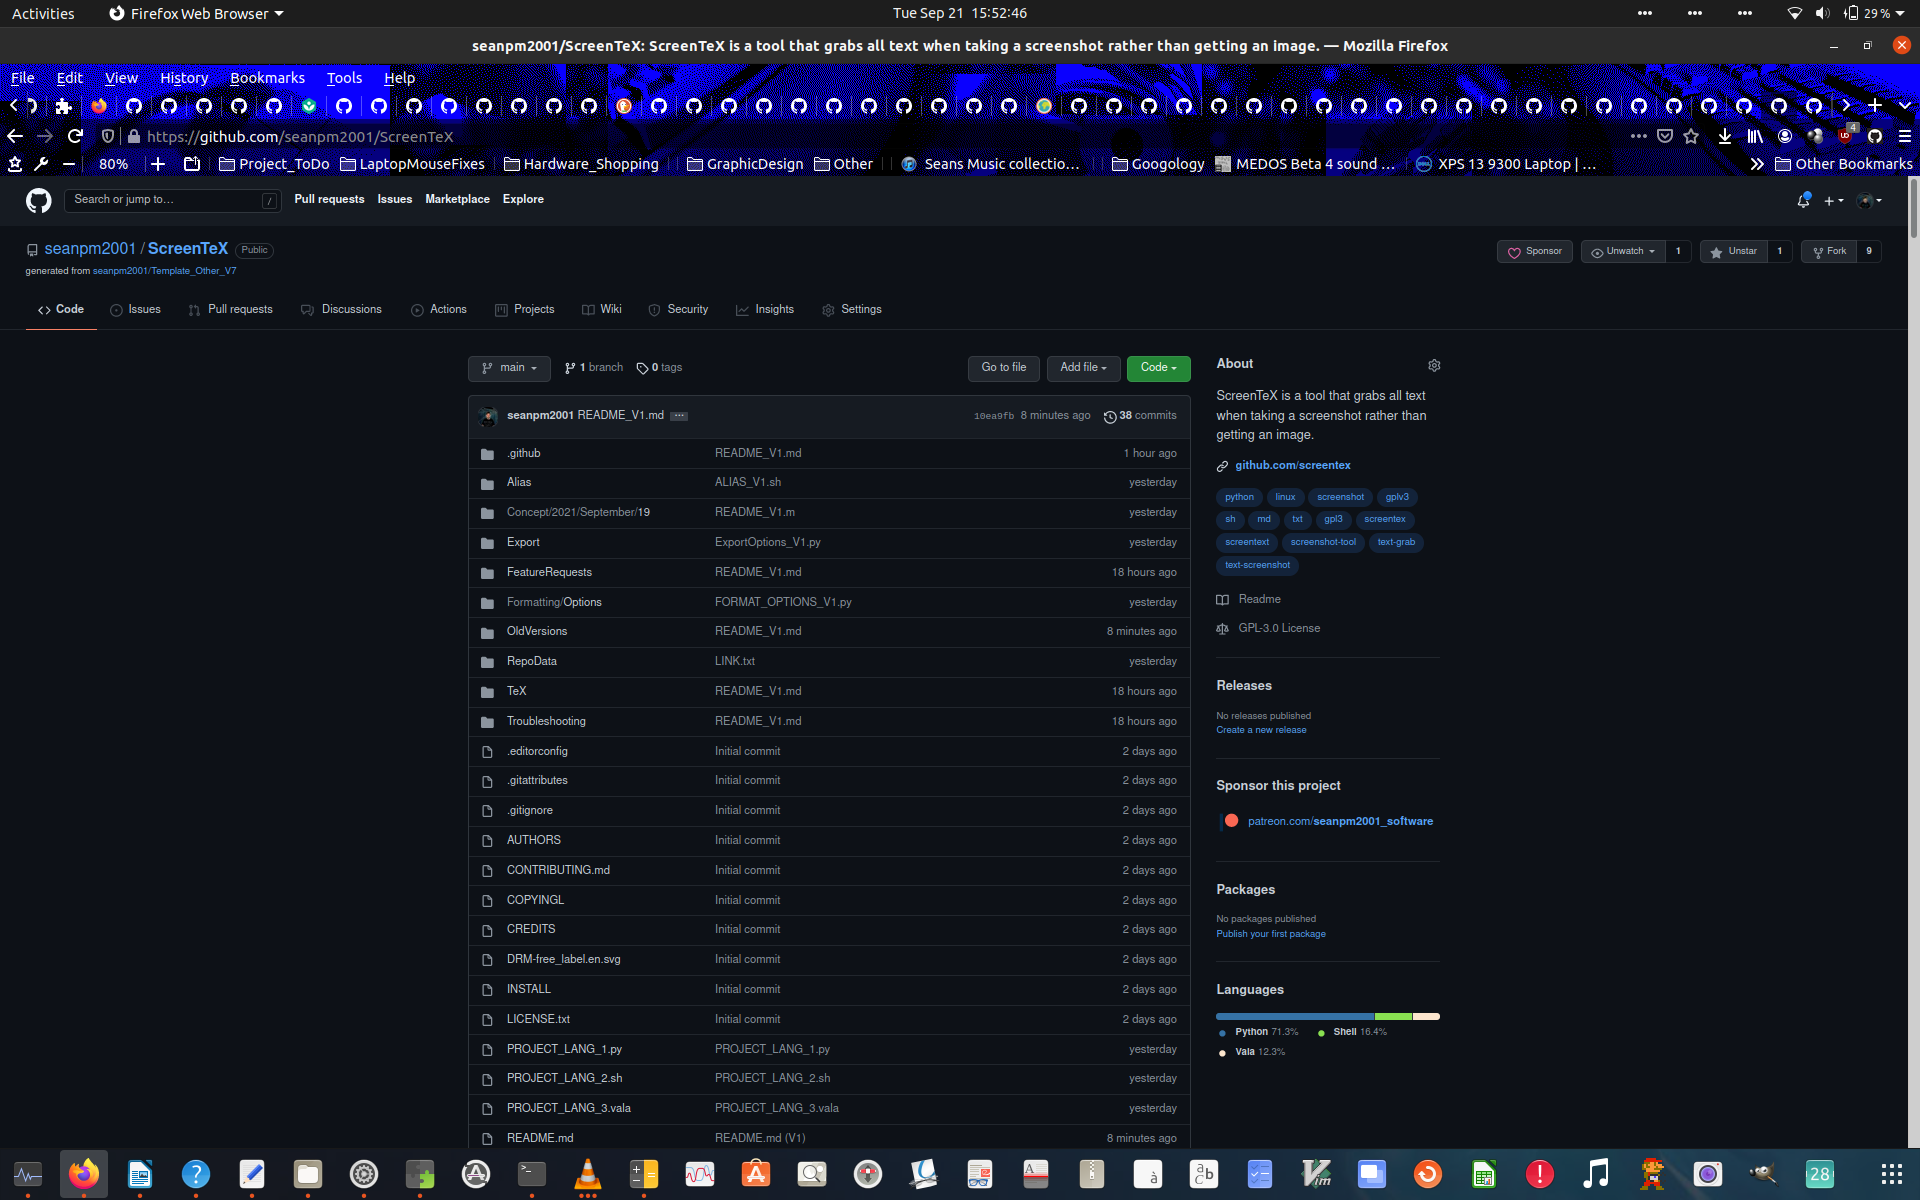 Activities Firefox Web Browser Tue Sep 21 15:52:46 29 %
seanpm2001/ScreenTeX: ScreenTeX is a tool that grabs all text when taking a screenshot rather than getting an image. — Mozilla Firefox
File Edit View History Bookmarks Tools Help
https://github.com/seanpm2001/ScreenTeX 4
80% Project_ToDo LaptopMouseFixes Hardware_Shopping GraphicDesign Other Seans Music collectio… Googology MEDOS Beta 4 sound … XPS 13 9300 Laptop | … Other Bookmarks
Search or jump to… / Pull requests Issues Marketplace Explore
seanpm2001 / ScreenTeX Public Sponsor Unwatch 1 Unstar 1 Fork 9
generated from seanpm2001/Template_Other_V7
Code Issues Pull requests Discussions Actions Projects Wiki Security Insights Settings
main 1 branch 0 tags Go to file Add file Code
seanpm2001 README_V1.md ··· 10ea9fb 8 minutes ago 38 commits
.github README_V1.md 1 hour ago
Alias ALIAS_V1.sh yesterday
Concept/2021/September/19 README_V1.m yesterday
Export ExportOptions_V1.py yesterday
FeatureRequests README_V1.md 18 hours ago
Formatting/Options FORMAT_OPTIONS_V1.py yesterday
OldVersions README_V1.md 8 minutes ago
RepoData LINK.txt yesterday
TeX README_V1.md 18 hours ago
Troubleshooting README_V1.md 18 hours ago
.editorconfig Initial commit 2 days ago
.gitattributes Initial commit 2 days ago
.gitignore Initial commit 2 days ago
AUTHORS Initial commit 2 days ago
CONTRIBUTING.md Initial commit 2 days ago
COPYINGL Initial commit 2 days ago
CREDITS Initial commit 2 days ago
DRM-free_label.en.svg Initial commit 2 days ago
INSTALL Initial commit 2 days ago
LICENSE.txt Initial commit 2 days ago
PROJECT_LANG_1.py PROJECT_LANG_1.py yesterday
PROJECT_LANG_2.sh PROJECT_LANG_2.sh yesterday
PROJECT_LANG_3.vala PROJECT_LANG_3.vala yesterday
README.md README.md (V1) 8 minutes ago
About
ScreenTeX is a tool that grabs all text
when taking a screenshot rather than
getting an image.
github.com/screentex
python linux screenshot gplv3
sh md txt gpl3 screentex
screentext screenshot-tool text-grab
text-screenshot
Readme
GPL-3.0 License
Releases
No releases published
Create a new release
Sponsor this project
patreon.com/seanpm2001_software
Packages
No packages published
Publish your first package
Languages
Python 71.3% Shell 16.4%
Vala 12.3%
28